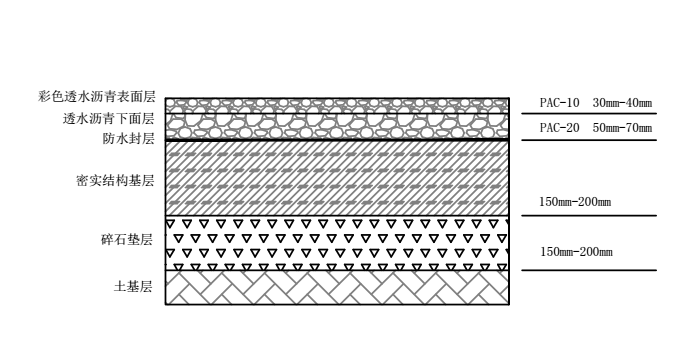 彩色透水沥青表面层
PAC-10 30mm-40mm
透水沥青下面层
PAC-20 50mm-70mm
防水封层
密实结构基层
150mm-200mm
碎石垫层
150mm-200mm
土基层